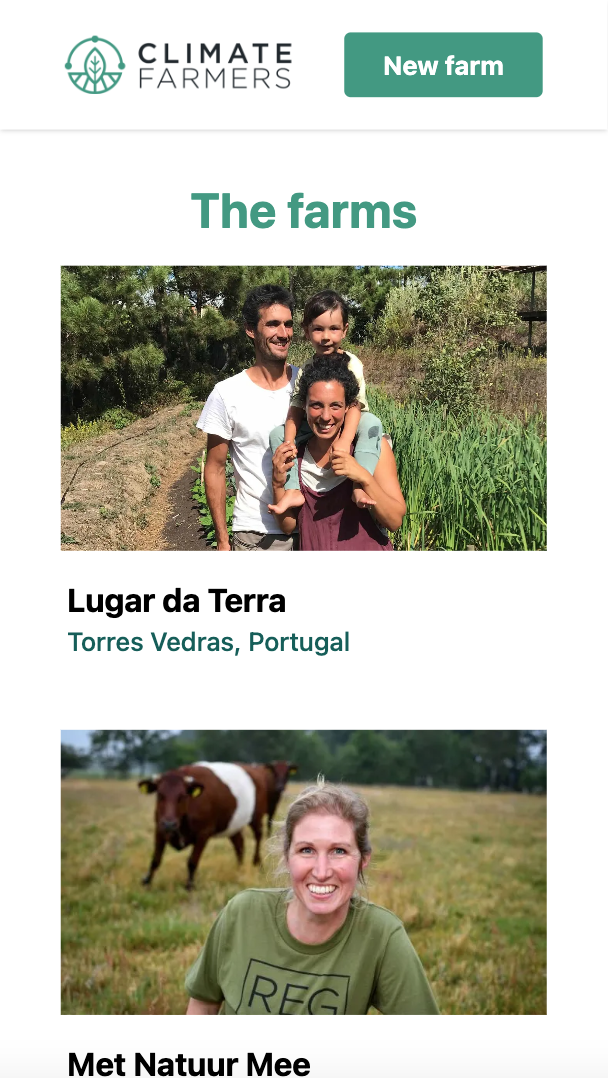 CLIMATE
FARMERS
New farm
The farms
Lugar da Terra
Torres Vedras, Portugal
REG
Met Natuur Mee